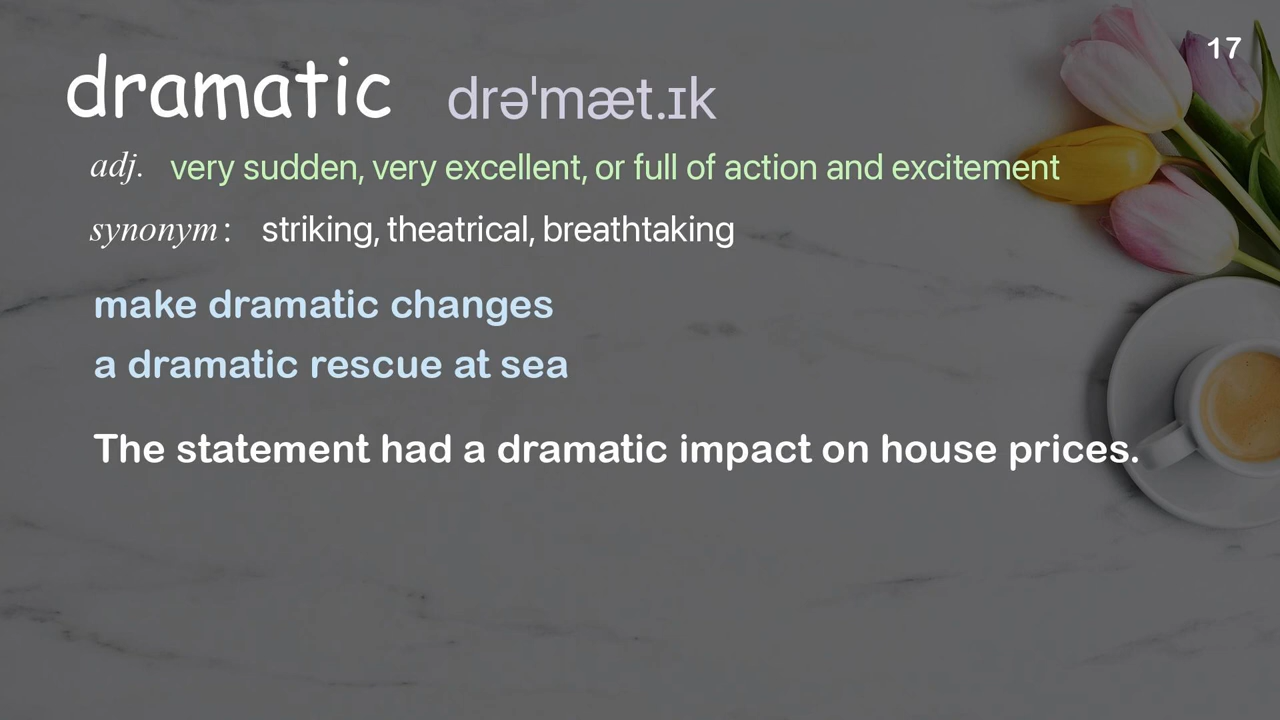 17
dramatic drəˈmæt.ɪk
adj. very sudden, very excellent, or full of action and excitement
synonym: striking, theatrical, breathtaking
make dramatic changes
a dramatic rescue at sea
The statement had a dramatic impact on house prices.